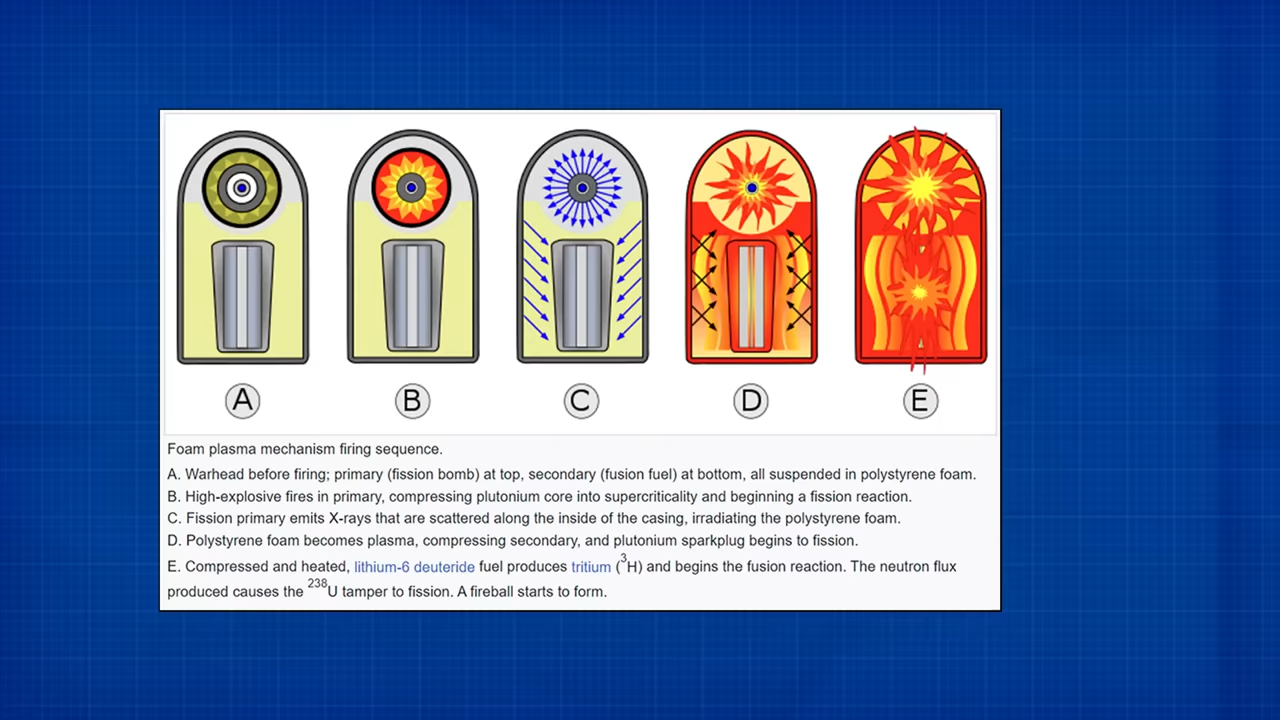 A B C D E
Foam plasma mechanism firing sequence.
A. Warhead before firing; primary (fission bomb) at top, secondary (fusion fuel) at bottom, all suspended in polystyrene foam.
B. High-explosive fires in primary, compressing plutonium core into supercriticality and beginning a fission reaction.
C. Fission primary emits X-rays that are scattered along the inside of the casing, irradiating the polystyrene foam.
D. Polystyrene foam becomes plasma, compressing secondary, and plutonium sparkplug begins to fission.
E. Compressed and heated, lithium-6 deuteride fuel produces tritium (³H) and begins the fusion reaction. The neutron flux
produced causes the ²³⁸U tamper to fission. A fireball starts to form.